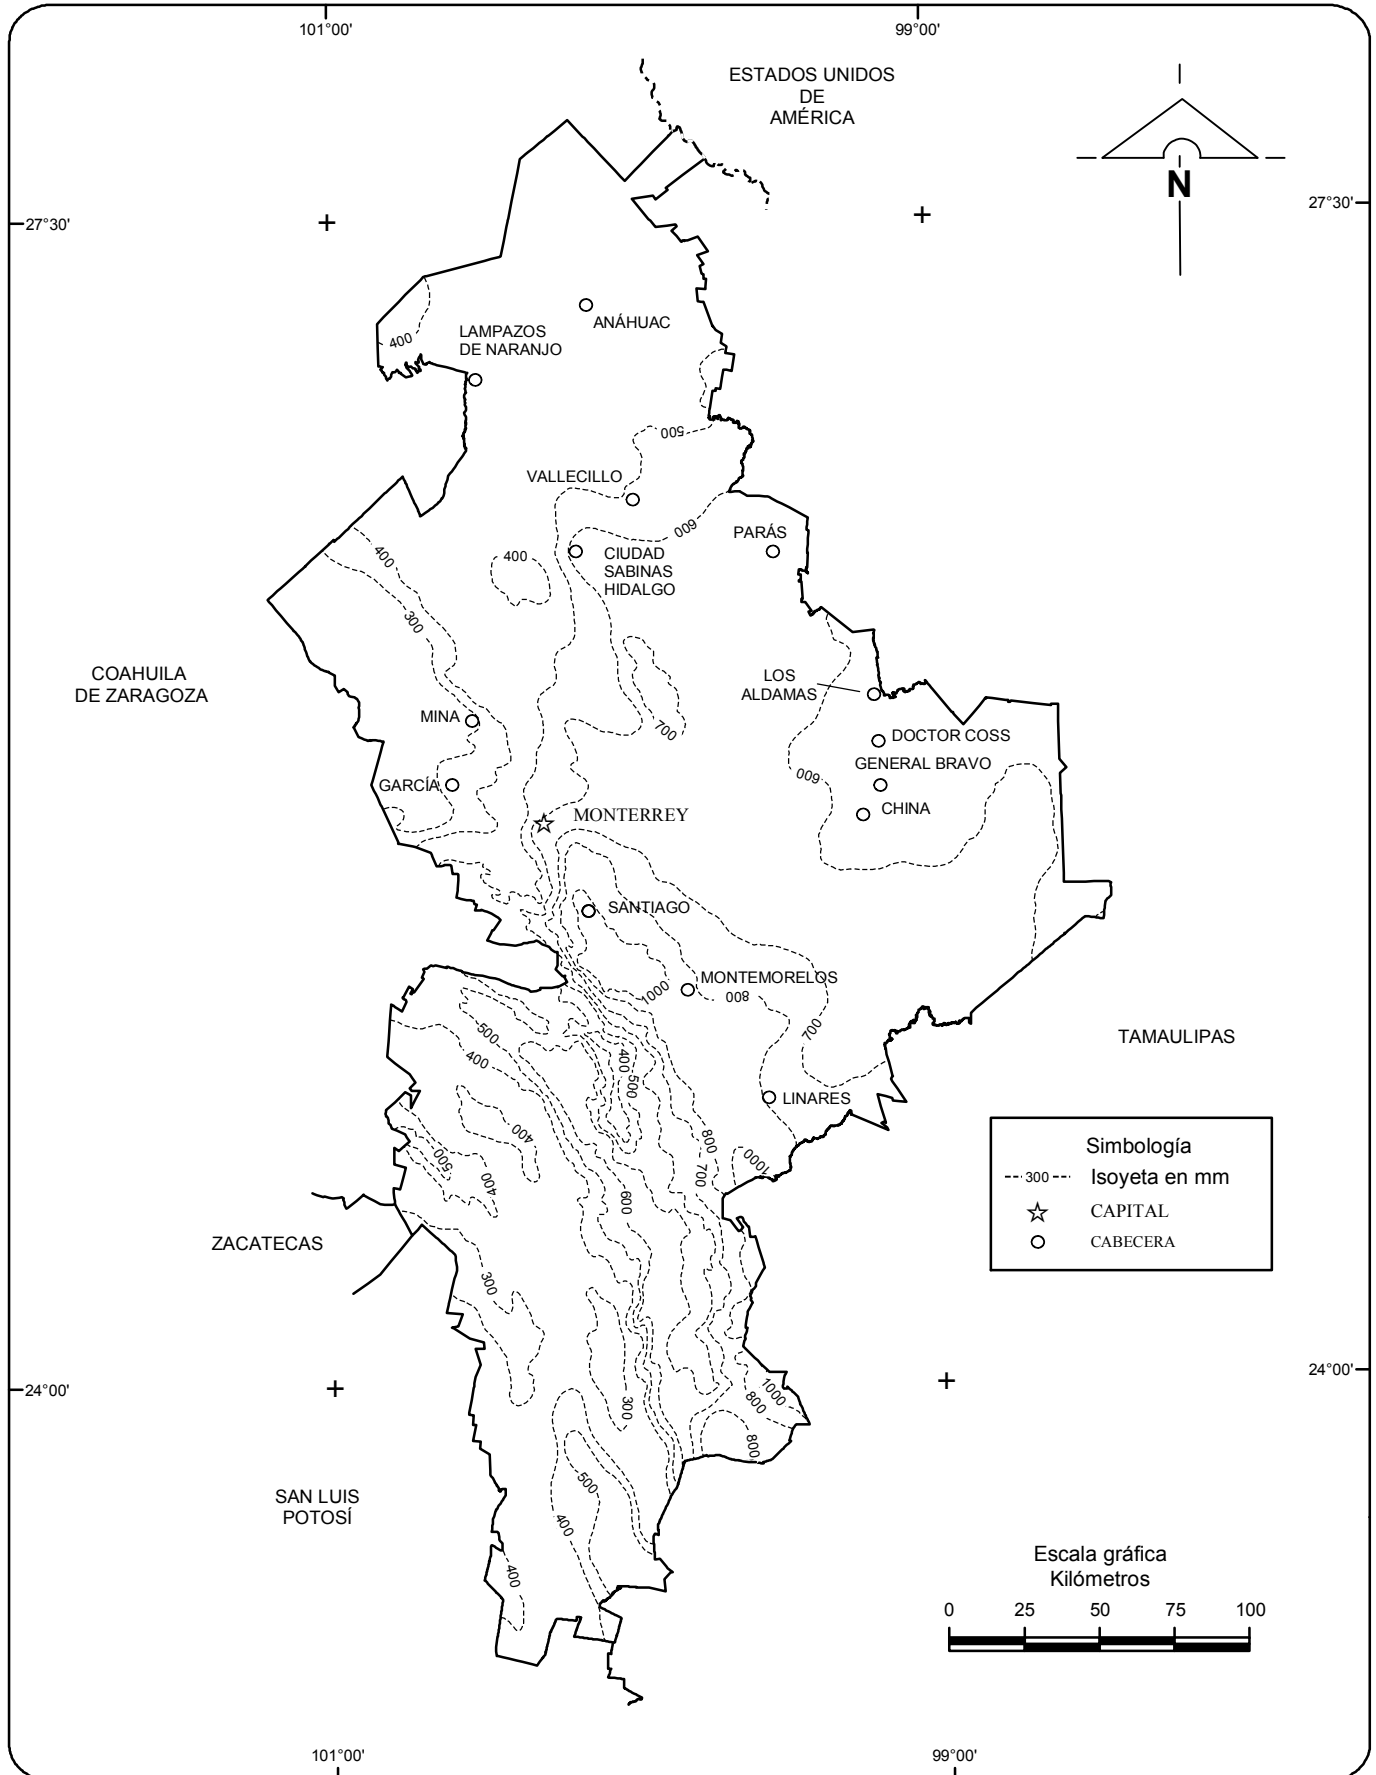 101°00'
99°00'
ESTADOS UNIDOS
DE
AMÉRICA
N
27°30'
27°30'
ANÁHUAC
LAMPAZOS
DE NARANJO
400
500
VALLECILLO
600
PARÁS
400
400
CIUDAD
SABINAS
HIDALGO
300
COAHUILA
DE ZARAGOZA
LOS
ALDAMAS
MINA
700
DOCTOR COSS
GENERAL BRAVO
600
GARCÍA
CHINA
MONTERREY
SANTIAGO
MONTEMORELOS
1000
800
700
500
400
400
500
TAMAULIPAS
LINARES
400
800
1000
500
400
700
600
Simbología
300 Isoyeta en mm
CAPITAL
CABECERA
ZACATECAS
300
24°00'
24°00'
1000
800
300
800
500
400
SAN LUIS
POTOSÍ
400
Escala gráfica
Kilómetros
0 25 50 75 100
101°00'
99°00'